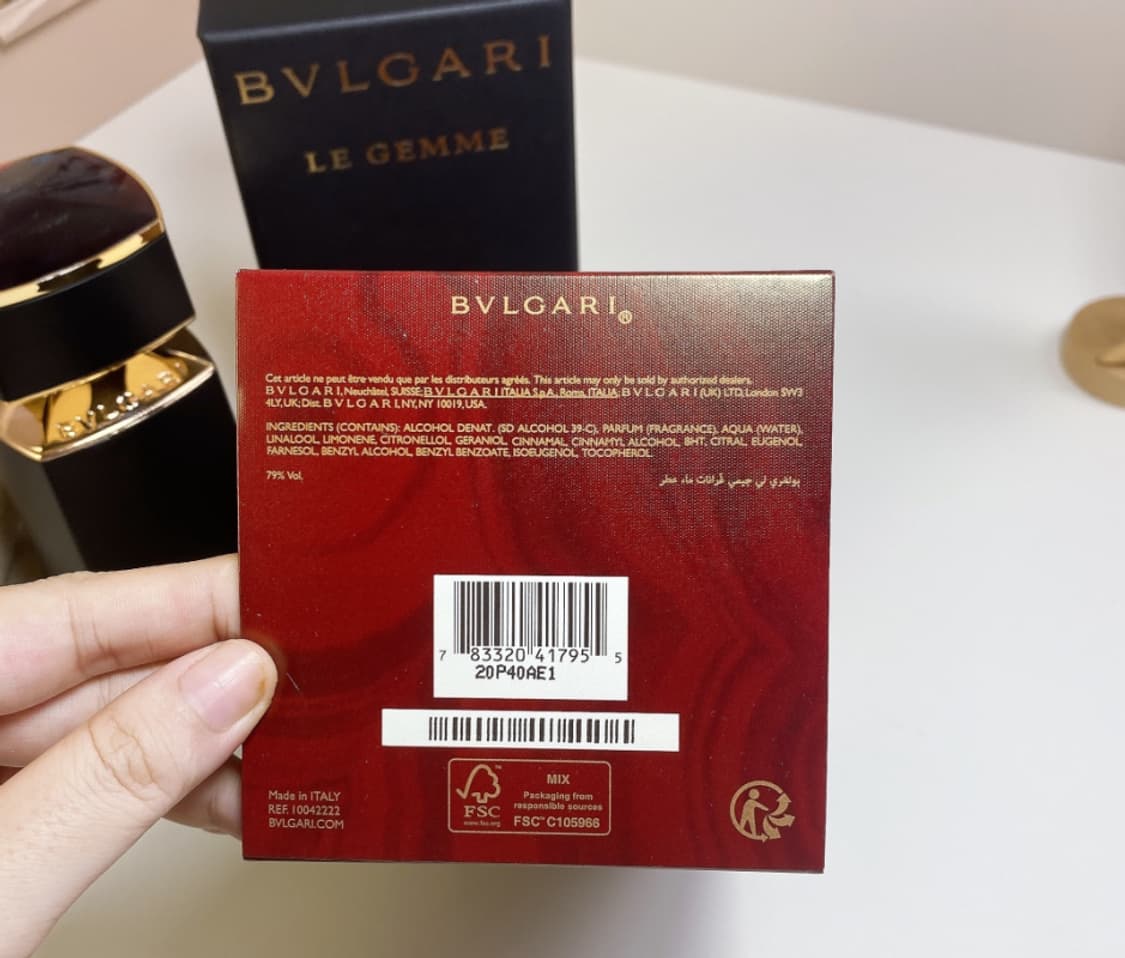 BVLGARI
LE GEMME
BVLGARI
BVLGARI®
Cet article ne peut être vendu que par les distributeurs agréés. This article may only be sold by authorized dealers.
BVLGARI, Neuchâtel, SUISSE; BVLGARI ITALIA S.p.A., Roma, ITALIA; BVLGARI (UK) LTD, London SW3
4LY, UK; Dist. BVLGARI, NY, NY 10019, USA.
INGREDIENTS (CONTAINS): ALCOHOL DENAT. (SD ALCOHOL 39-C), PARFUM (FRAGRANCE), AQUA (WATER),
LINALOOL, LIMONENE, CITRONELLOL, GERANIOL, CINNAMAL, CINNAMYL ALCOHOL, BHT, CITRAL, EUGENOL,
FARNESOL, BENZYL ALCOHOL, BENZYL BENZOATE, ISOEUGENOL, TOCOPHEROL.
79% Vol.
بولغري لي جيمي غرانات ماء عطر
7 83320 41795 5
20P40AE1
Made in ITALY
REF. 10042222
BVLGARI.COM
FSC™
www.fsc.org
MIX
Packaging from
responsible sources
FSC™ C105966